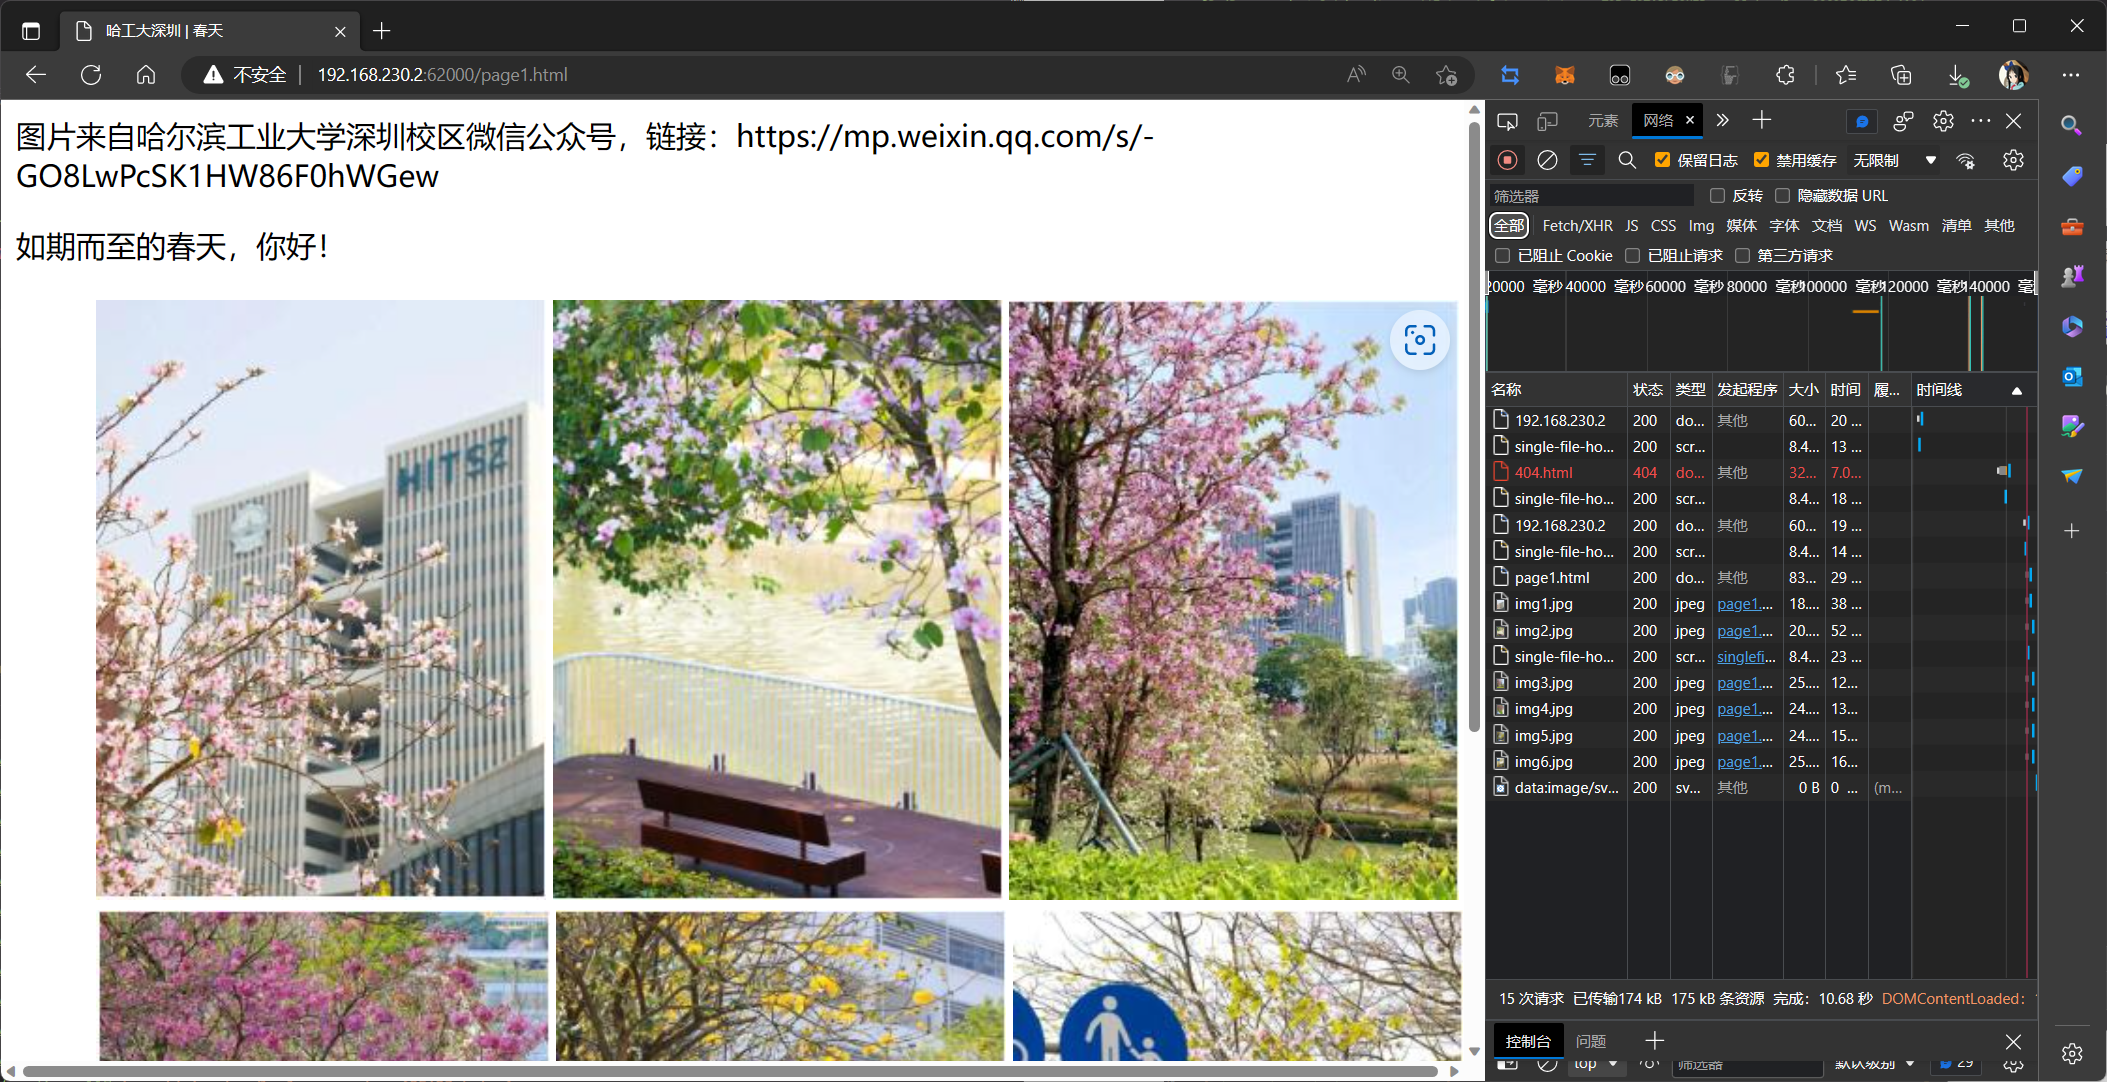 哈工大深圳 | 春天
不安全 | 192.168.230.2:62000/page1.html
图片来自哈尔滨工业大学深圳校区微信公众号，链接：https://mp.weixin.qq.com/s/-
GO8LwPcSK1HW86F0hWGew
如期而至的春天，你好！
HITSZ
元素 网络
保留日志 禁用缓存 无限制
筛选器 反转 隐藏数据 URL
全部 Fetch/XHR JS CSS Img 媒体 字体 文档 WS Wasm 清单 其他
已阻止 Cookie 已阻止请求 第三方请求
20000 毫秒 40000 毫秒 60000 毫秒 80000 毫秒 100000 毫秒 120000 毫秒 140000 毫
名称 状态 类型 发起程序 大小 时间 履... 时间线
192.168.230.2 200 do... 其他 60... 20 ...
single-file-ho... 200 scr... 8.4... 13 ...
404.html 404 do... 其他 32... 7.0...
single-file-ho... 200 scr... 8.4... 18 ...
192.168.230.2 200 do... 其他 60... 19 ...
single-file-ho... 200 scr... 8.4... 14 ...
page1.html 200 do... 其他 83... 29 ...
img1.jpg 200 jpeg page1.... 18.... 38 ...
img2.jpg 200 jpeg page1.... 20.... 52 ...
single-file-ho... 200 scr... singlefi... 8.4... 23 ...
img3.jpg 200 jpeg page1.... 25.... 12...
img4.jpg 200 jpeg page1.... 24.... 13...
img5.jpg 200 jpeg page1.... 24.... 15...
img6.jpg 200 jpeg page1.... 25.... 16...
data:image/sv... 200 sv... 其他 0 B 0 ... (m...
15 次请求 已传输174 kB 175 kB 条资源 完成：10.68 秒 DOMContentLoaded：
控制台 问题
top 筛选器 默认级别 29